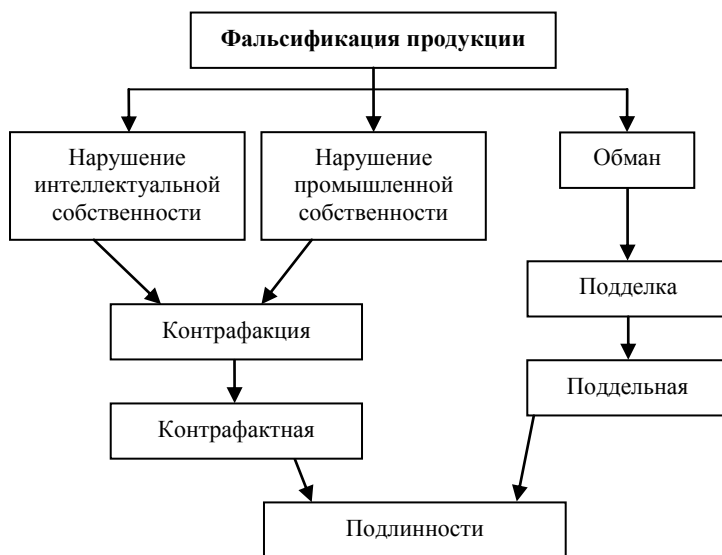 Фальсификация продукции
Нарушение
интеллектуальной
собственности
Нарушение
промышленной
собственности
Обман
Подделка
Контрафакция
Поддельная
Контрафактная
Подлинности